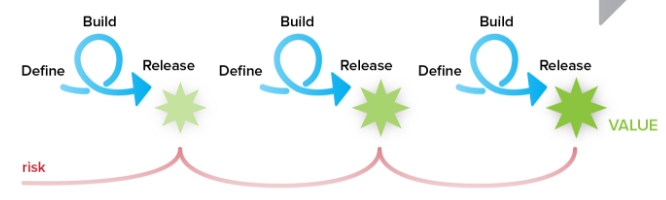 Build
Define
Release
Build
Define
Release
Build
Define
Release
VALUE
risk